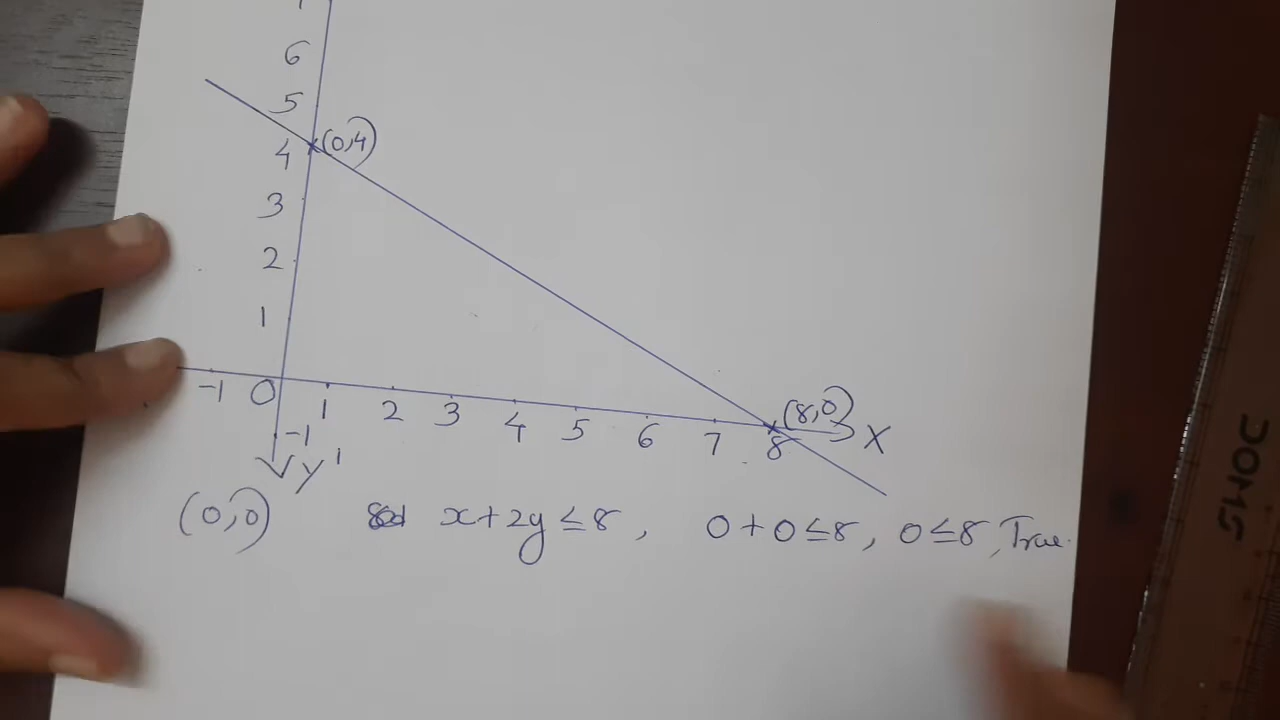 6
5
4 (0,4)
3
2
1
-1 0 1 2 3 4 5 6 7 8 (8,0) X
-1
Y'
(0,0) x+2y≤8, 0+0≤8, 0≤8, True.
DOMS